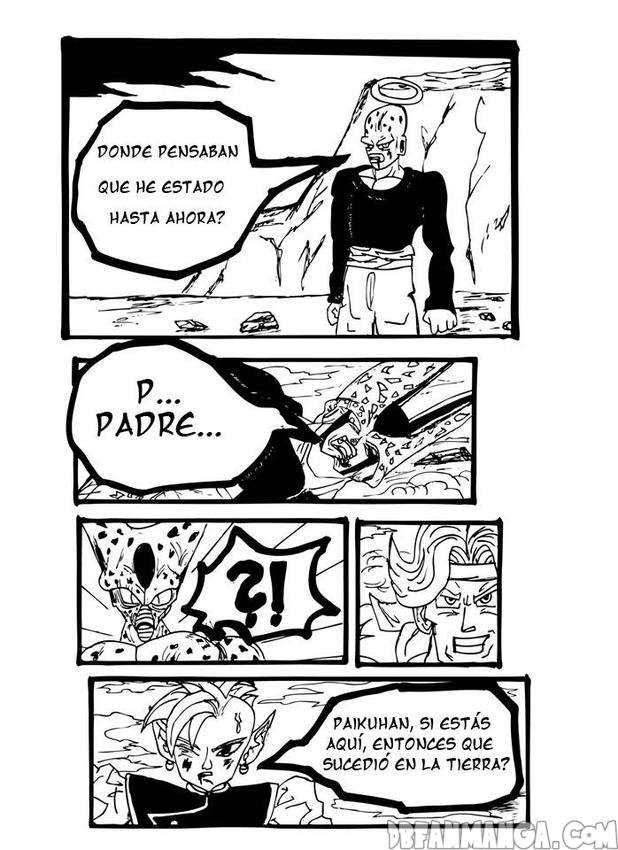 DONDE PENSABAN
QUE HE ESTADO
HASTA AHORA?
P...
PADRE...
?!
PAIKUHAN, SI ESTÁS
AQUÍ, ENTONCES QUE
SUCEDIÓ EN LA TIERRA?
DBFANMANGA.COM